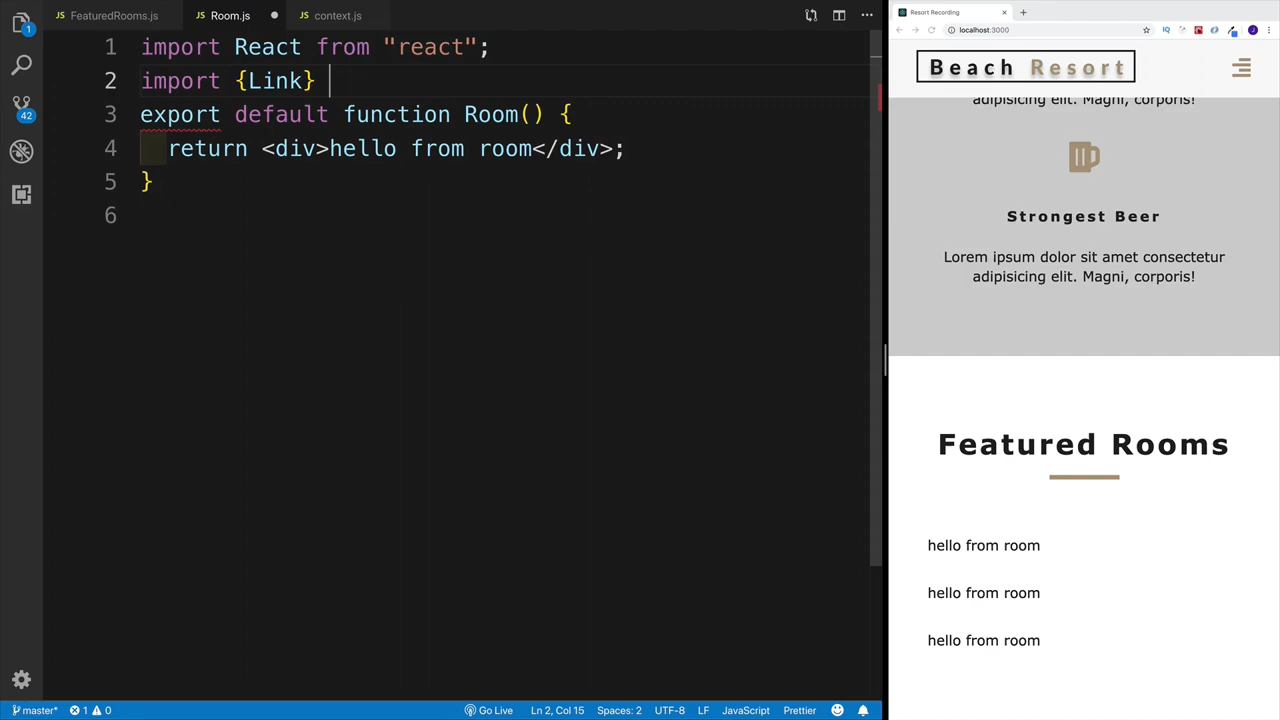 FeaturedRooms.js
Room.js
context.js
1 import React from "react";
2 import {Link}
3 export default function Room() {
4 return <div>hello from room</div>;
5 }
6
1
42
master*
1
0
Go Live
Ln 2, Col 15
Spaces: 2
UTF-8
LF
JavaScript
Prettier
Resort Recording
localhost:3000
Beach Resort
adipisicing elit. Magni, corporis!
Strongest Beer
Lorem ipsum dolor sit amet consectetur
adipisicing elit. Magni, corporis!
Featured Rooms
hello from room
hello from room
hello from room